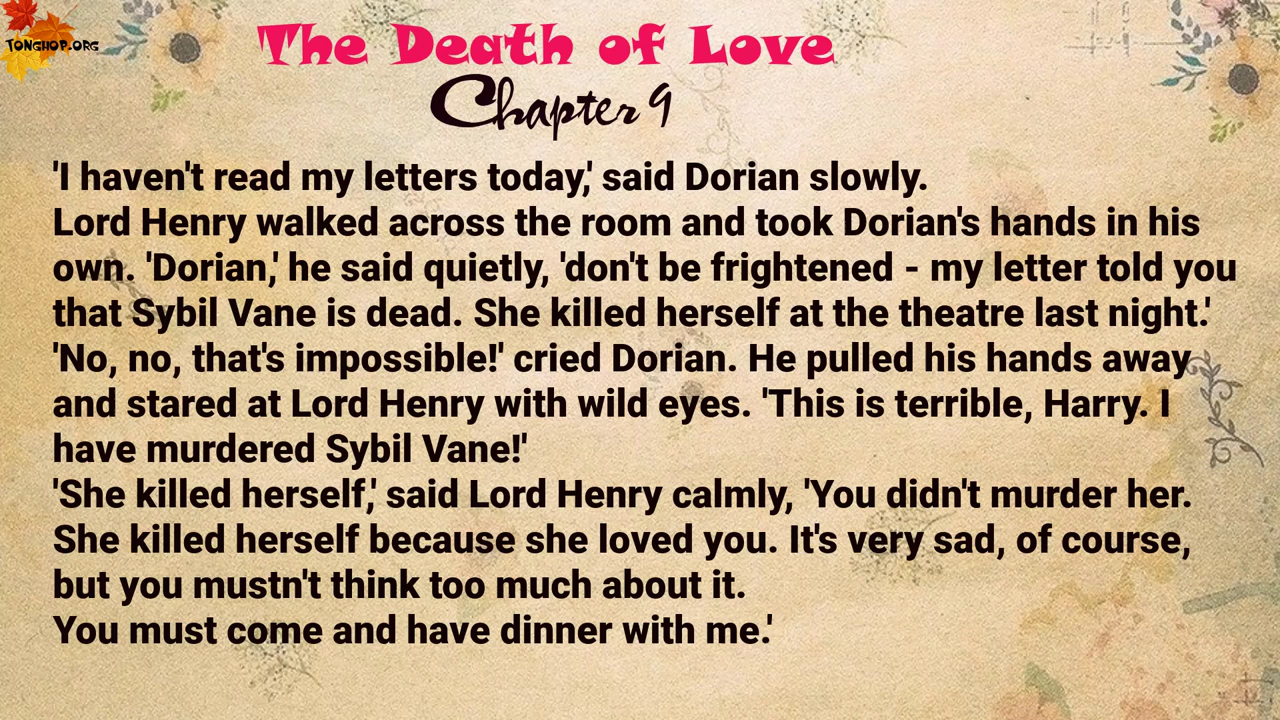 TONGHOP.ORG
The Death of Love
Chapter 9
'I haven't read my letters today,' said Dorian slowly.
Lord Henry walked across the room and took Dorian's hands in his
own. 'Dorian,' he said quietly, 'don't be frightened - my letter told you
that Sybil Vane is dead. She killed herself at the theatre last night.'
'No, no, that's impossible!' cried Dorian. He pulled his hands away
and stared at Lord Henry with wild eyes. 'This is terrible, Harry. I
have murdered Sybil Vane!'
'She killed herself,' said Lord Henry calmly, 'You didn't murder her.
She killed herself because she loved you. It's very sad, of course,
but you mustn't think too much about it.
You must come and have dinner with me.'